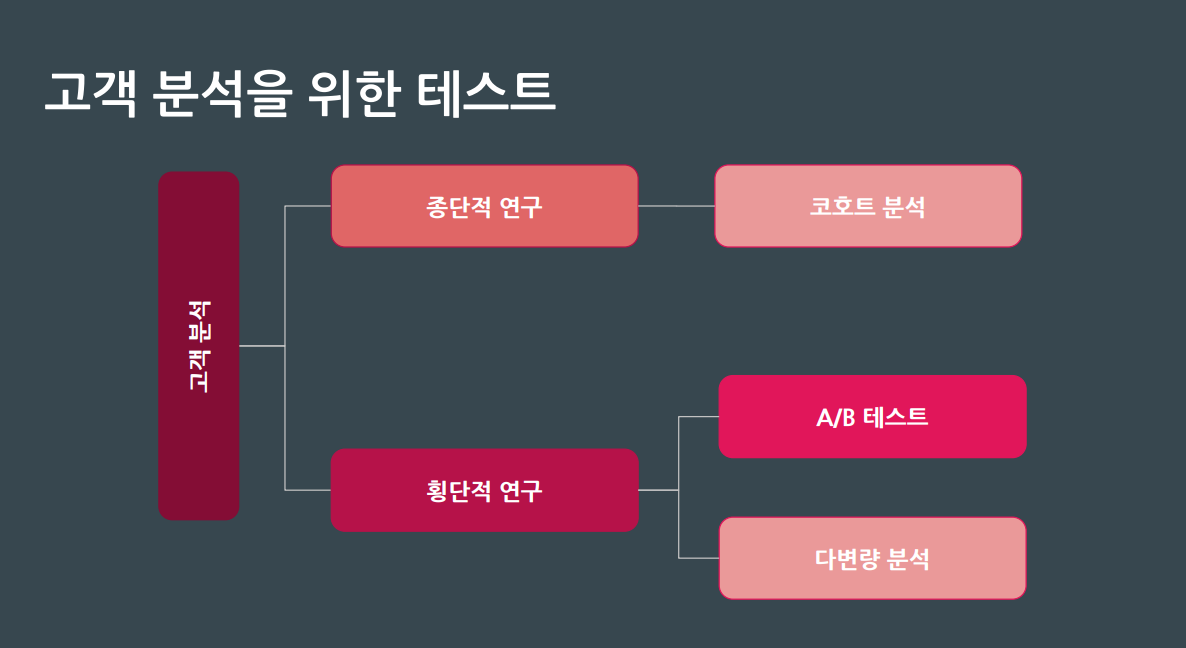 고객 분석을 위한 테스트
고객 분석
종단적 연구
코호트 분석
횡단적 연구
A/B 테스트
다변량 분석